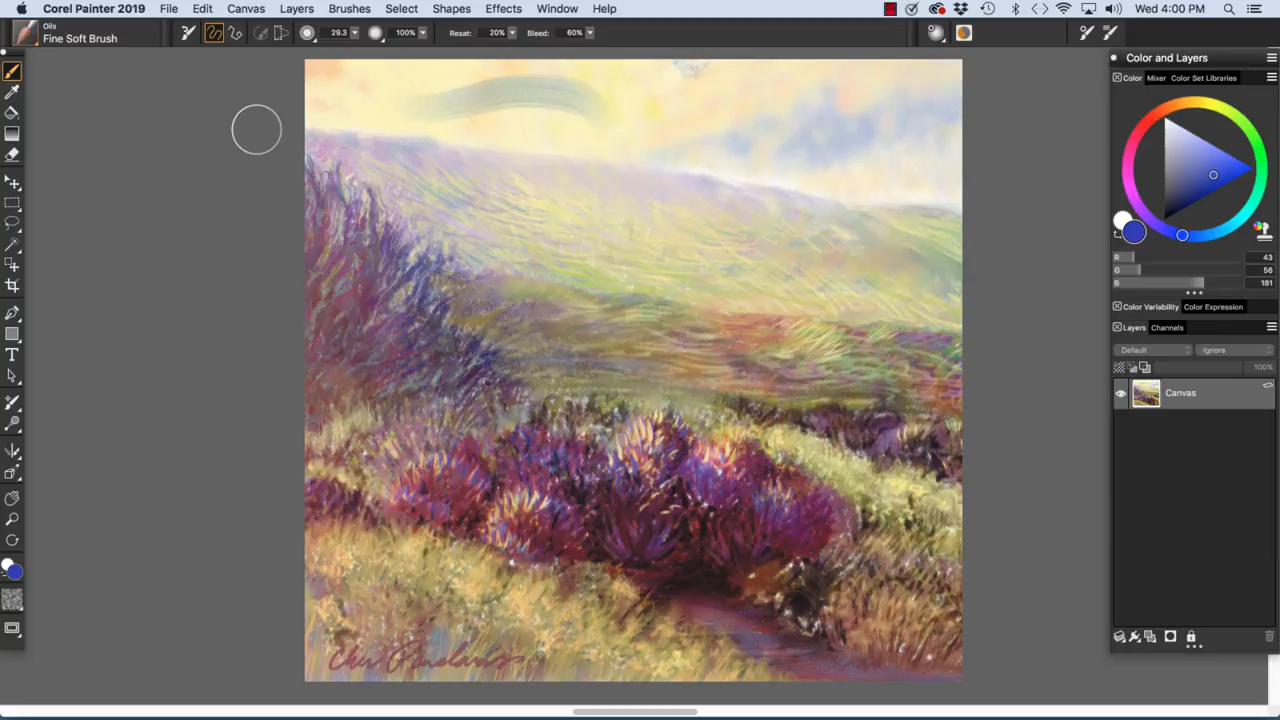 Corel Painter 2019 File Edit Canvas Layers Brushes Select Shapes Effects Window Help Wed 4:00 PM
Oils
Fine Soft Brush
29.3 100% Resat: 20% Bleed: 60%
Color and Layers
Color Mixer Color Set Libraries
R 43
G 56
B 181
Color Variability Color Expression
Layers Channels
Default Ignore
100%
Canvas